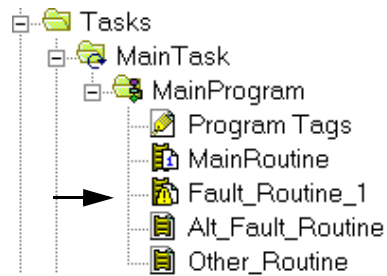 Tasks
MainTask
MainProgram
Program Tags
MainRoutine
Fault_Routine_1
Alt_Fault_Routine
Other_Routine